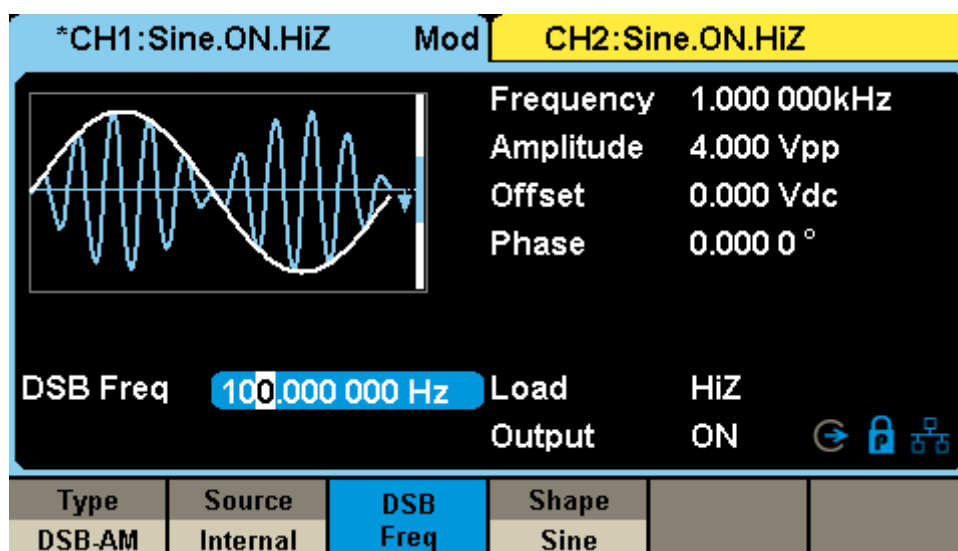 *CH1:Sine.ON.HiZ Mod CH2:Sine.ON.HiZ
Frequency 1.000 000kHz
Amplitude 4.000 Vpp
Offset 0.000 Vdc
Phase 0.000 0 °
DSB Freq 100.000 000 Hz Load HiZ
Output ON P
Type Source DSB Shape
DSB-AM Internal Freq Sine